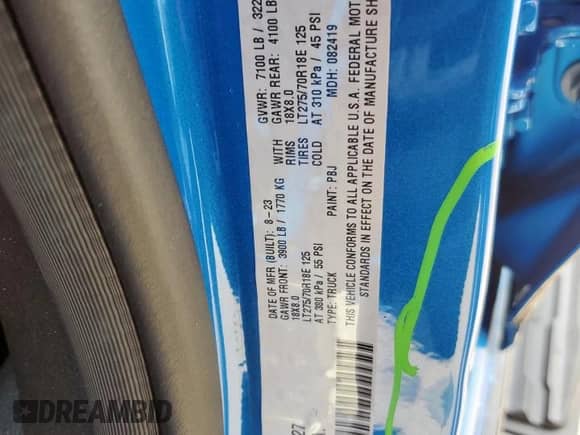 DATE OF MFR (BUILT): 8-23 GVWR: 7100 LB / 322
GAWR FRONT: 3900 LB / 1770 KG WITH GAWR REAR: 4100 LB
18X8.0 RIMS 18X8.0
LT275/70R18E 125 TIRES LT275/70R18E 125
AT 380 kPa / 55 PSI COLD AT 310 kPa / 45 PSI
TYPE: TRUCK PAINT: PBJ MDH: 082419
THIS VEHICLE CONFORMS TO ALL APPLICABLE U.S.A. FEDERAL MOT
STANDARDS IN EFFECT ON THE DATE OF MANUFACTURE SH
27
DREAMBID